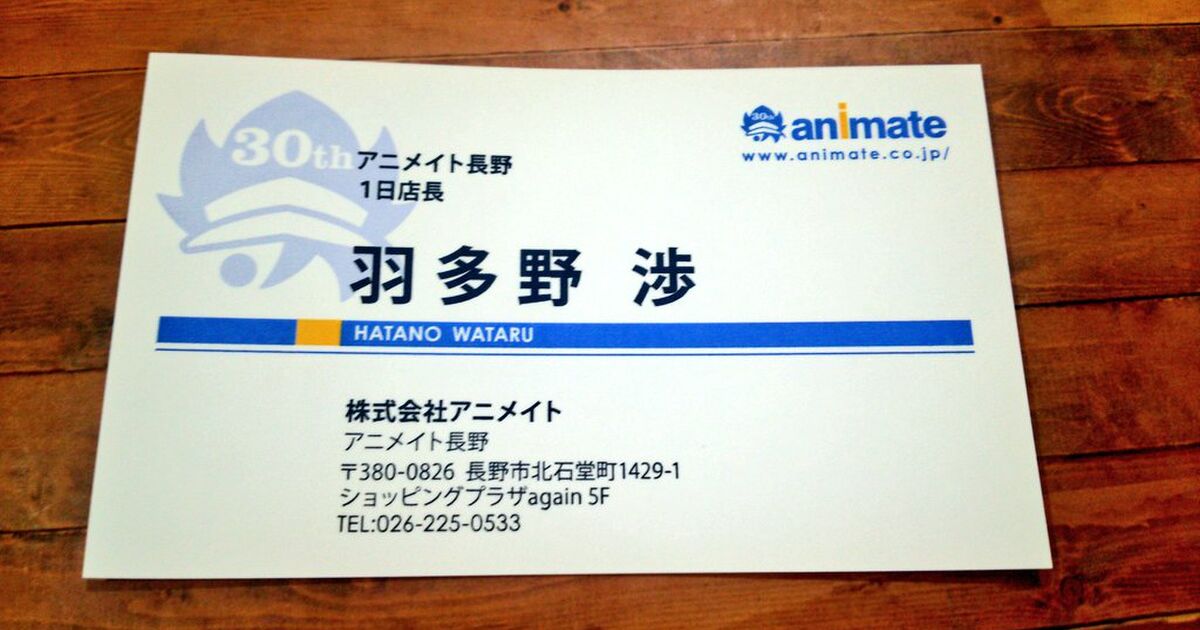 30th
アニメイト長野
1日店長
30th
animate
www.animate.co.jp/
羽多野 渉
HATANO WATARU
株式会社アニメイト
アニメイト長野
〒380-0826 長野市北石堂町1429-1
ショッピングプラザagain 5F
TEL:026-225-0533